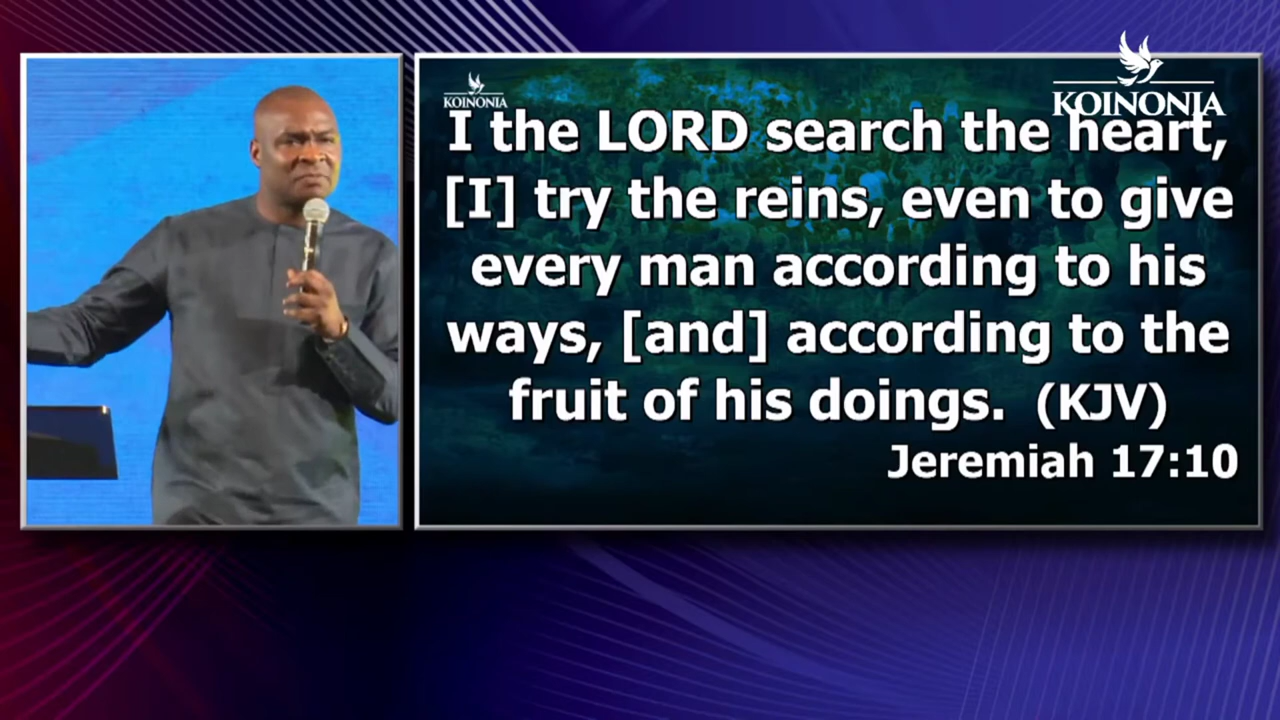 KOINONIA
KOINONIA
I the LORD search the heart,
[I] try the reins, even to give
every man according to his
ways, [and] according to the
fruit of his doings. (KJV)
Jeremiah 17:10